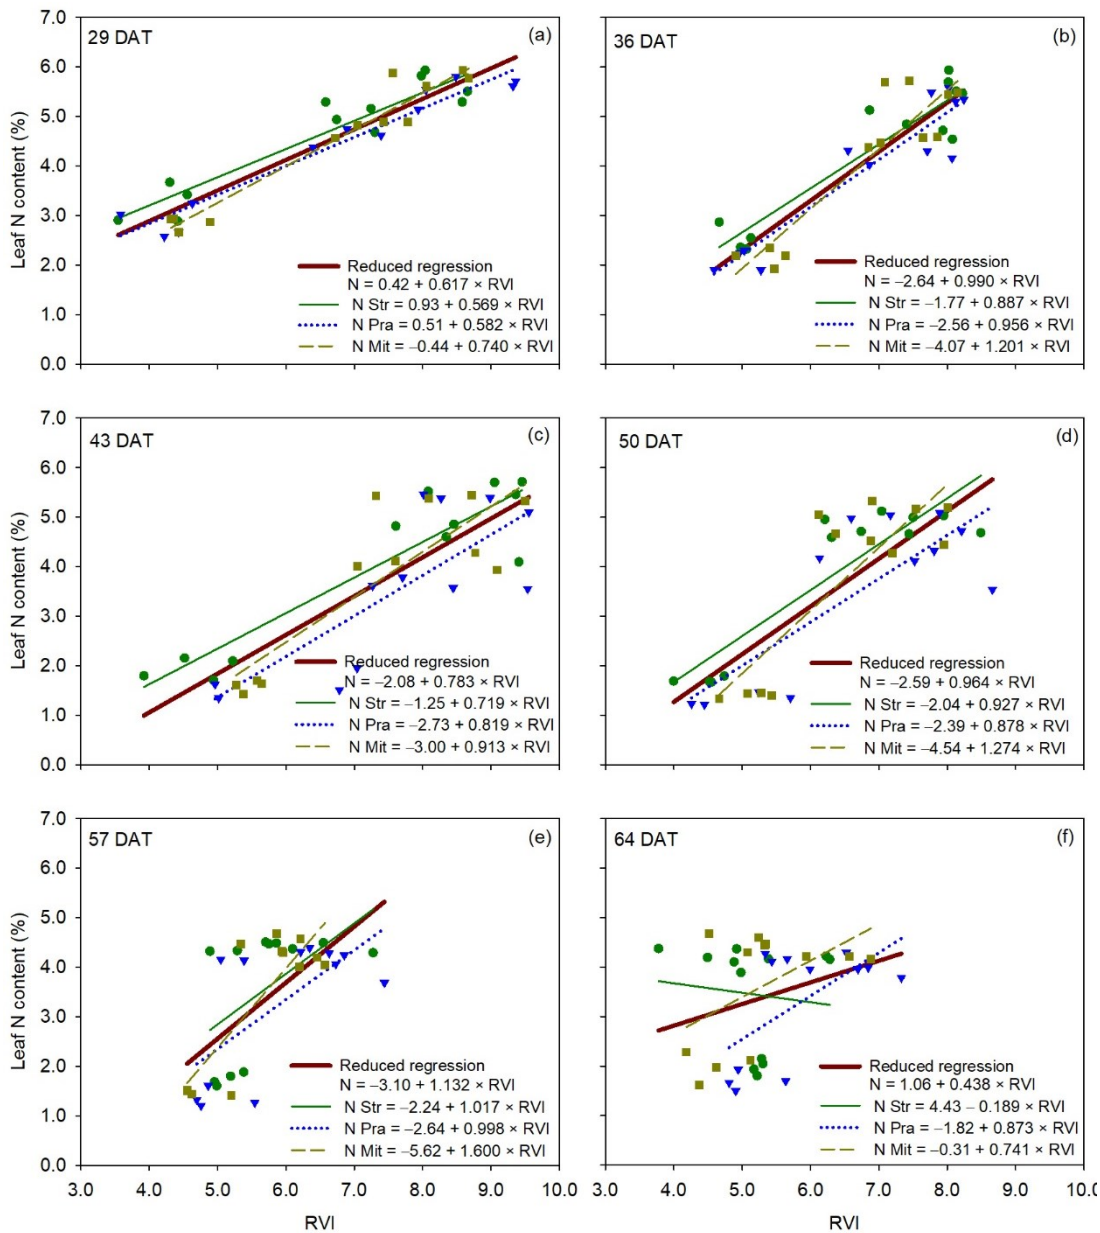 29 DAT
(a)
7.0
6.0
5.0
4.0
3.0
2.0
1.0
0.0
Leaf N content (%)
Reduced regression
N = 0.42 + 0.617 × RVI
N Str = 0.93 + 0.569 × RVI
N Pra = 0.51 + 0.582 × RVI
N Mit = –0.44 + 0.740 × RVI
36 DAT
(b)
Reduced regression
N = –2.64 + 0.990 × RVI
N Str = –1.77 + 0.887 × RVI
N Pra = –2.56 + 0.956 × RVI
N Mit = –4.07 + 1.201 × RVI
43 DAT
(c)
7.0
6.0
5.0
4.0
3.0
2.0
1.0
0.0
Leaf N content (%)
Reduced regression
N = –2.08 + 0.783 × RVI
N Str = –1.25 + 0.719 × RVI
N Pra = –2.73 + 0.819 × RVI
N Mit = –3.00 + 0.913 × RVI
50 DAT
(d)
Reduced regression
N = –2.59 + 0.964 × RVI
N Str = –2.04 + 0.927 × RVI
N Pra = –2.39 + 0.878 × RVI
N Mit = –4.54 + 1.274 × RVI
57 DAT
(e)
7.0
6.0
5.0
4.0
3.0
2.0
1.0
0.0
Leaf N content (%)
Reduced regression
N = –3.10 + 1.132 × RVI
N Str = –2.24 + 1.017 × RVI
N Pra = –2.64 + 0.998 × RVI
N Mit = –5.62 + 1.600 × RVI
3.0 4.0 5.0 6.0 7.0 8.0 9.0 10.0
RVI
64 DAT
(f)
Reduced regression
N = 1.06 + 0.438 × RVI
N Str = 4.43 – 0.189 × RVI
N Pra = –1.82 + 0.873 × RVI
N Mit = –0.31 + 0.741 × RVI
3.0 4.0 5.0 6.0 7.0 8.0 9.0 10.0
RVI